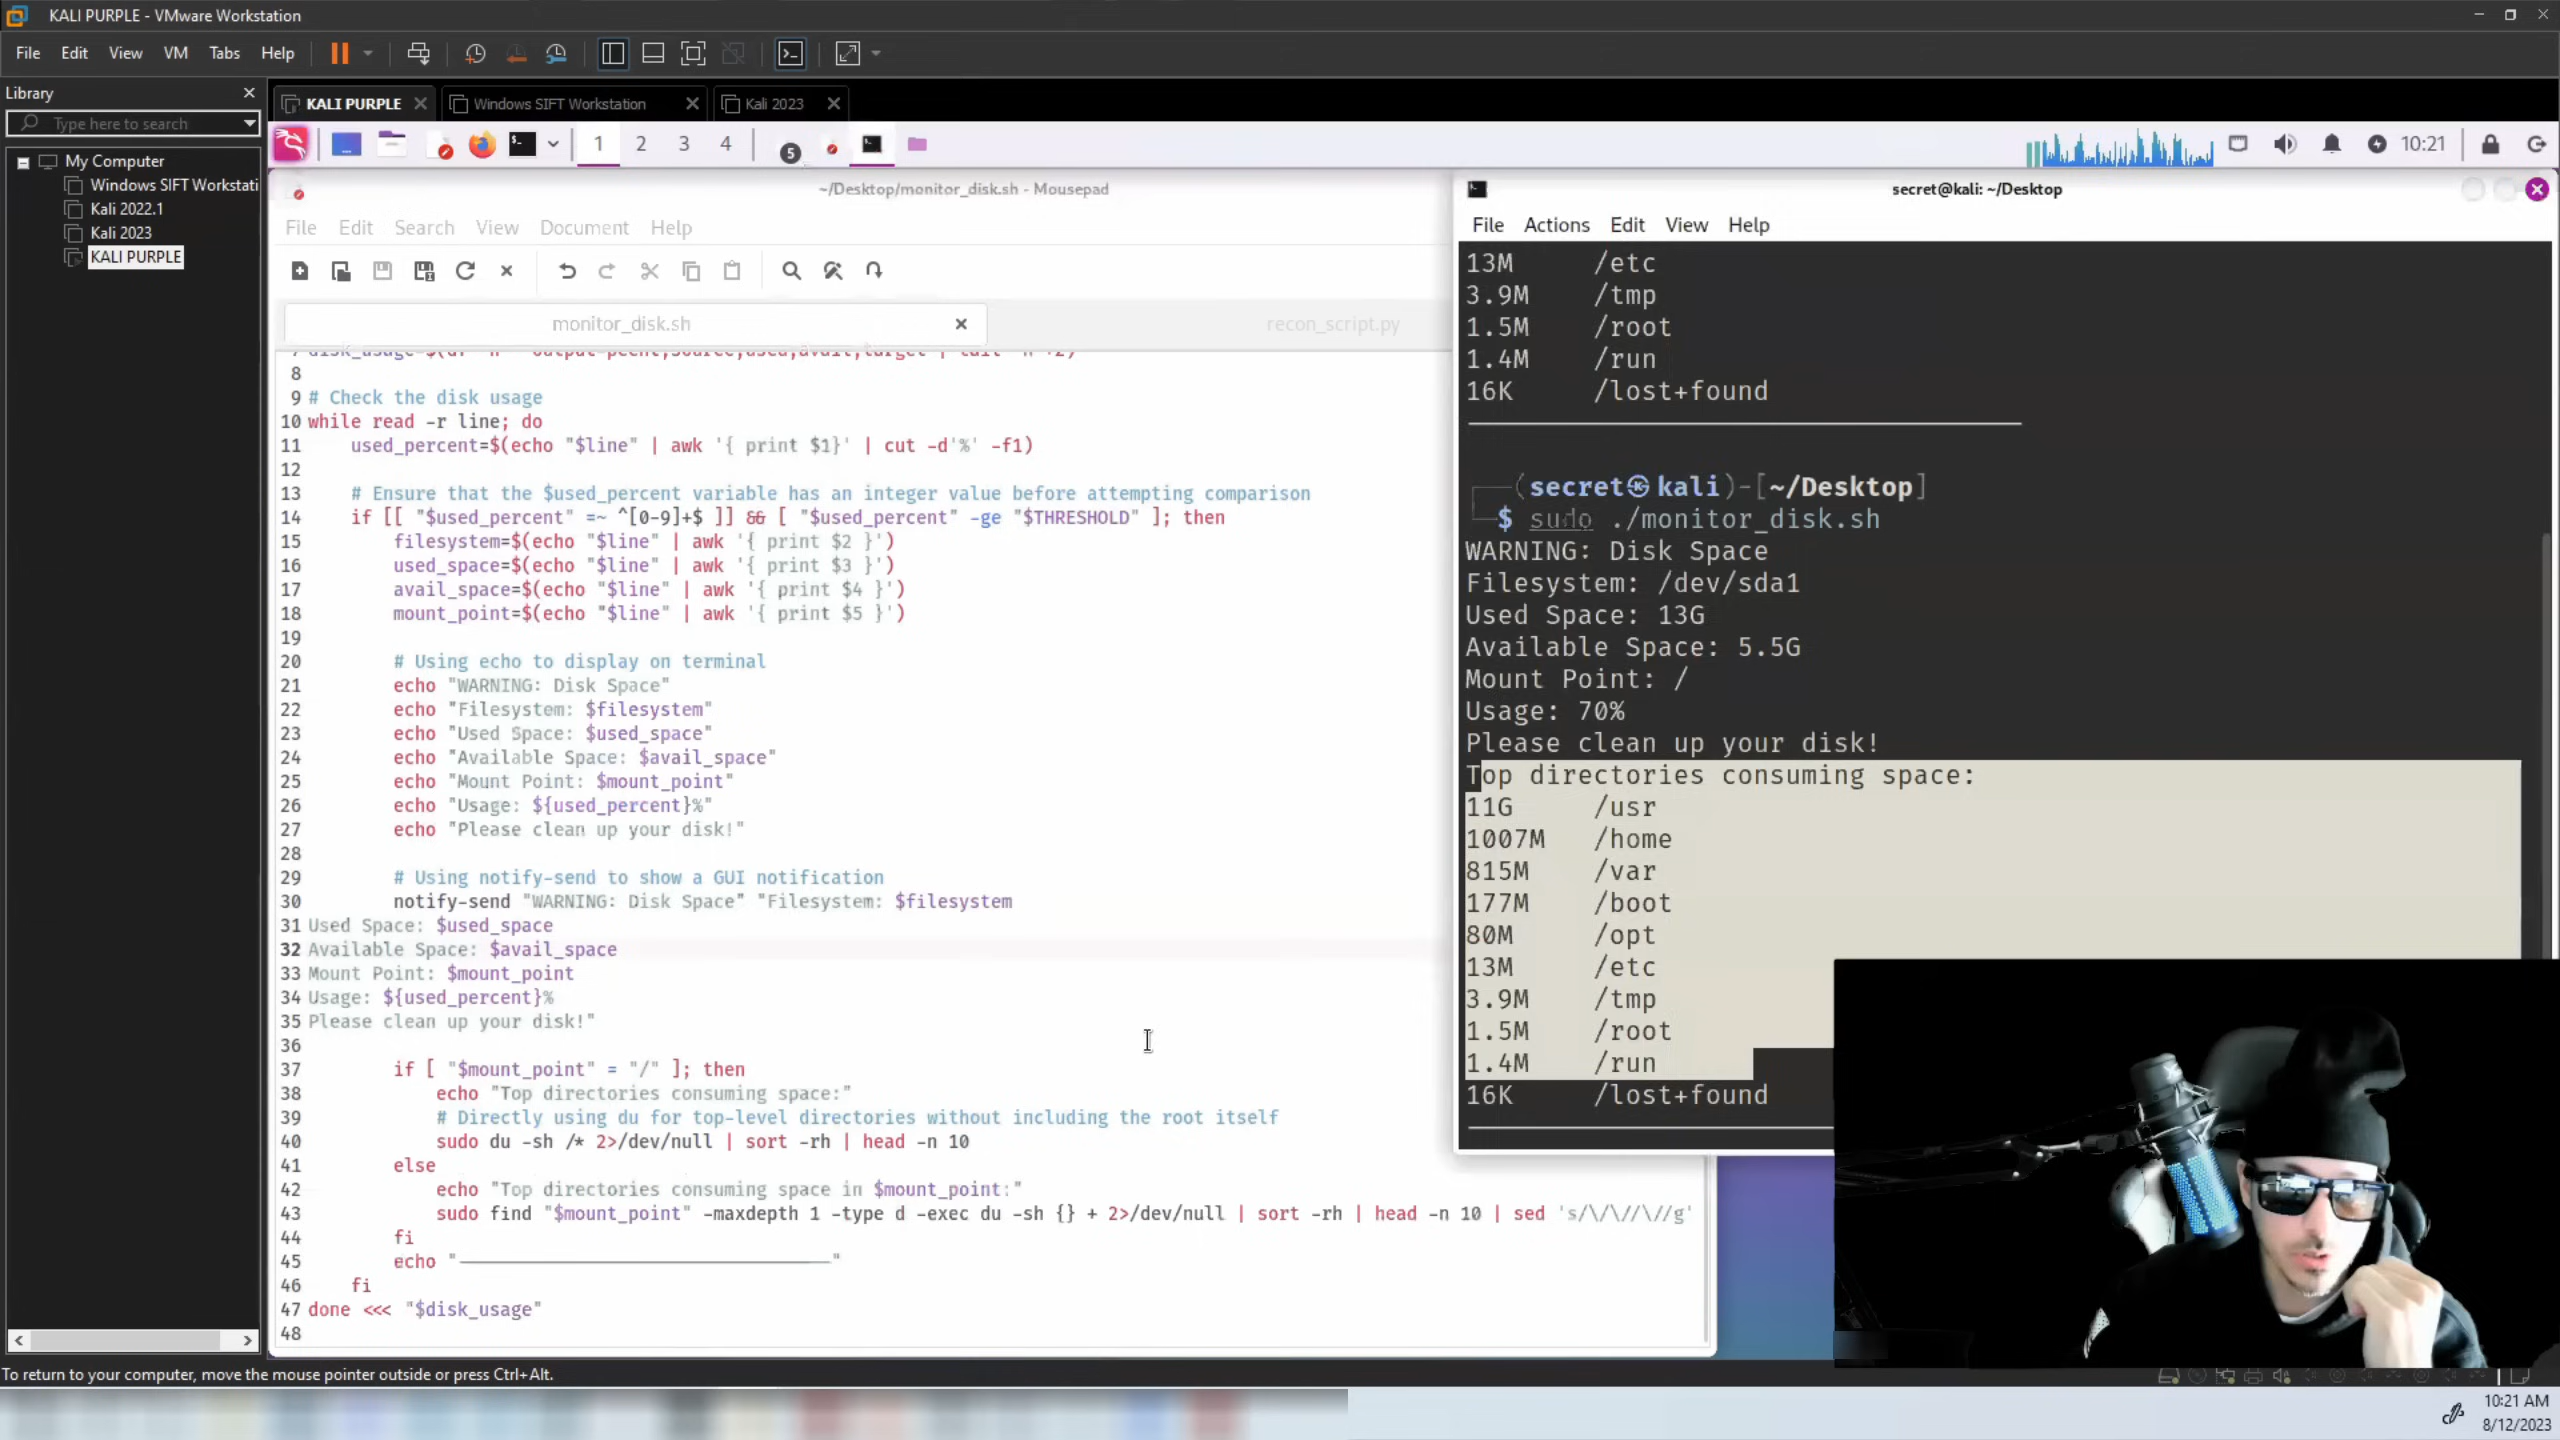 KALI PURPLE - VMware Workstation
File Edit View VM Tabs Help
Library
Type here to search
My Computer
Windows SIFT Workstati
Kali 2022.1
Kali 2023
KALI PURPLE
KALI PURPLE Windows SIFT Workstation Kali 2023
1 2 3 4 5 10:21
~/Desktop/monitor_disk.sh - Mousepad
File Edit Search View Document Help
monitor_disk.sh recon_script.py
8
9 # Check the disk usage
10 while read -r line; do
11 used_percent=$(echo "$line" | awk '{ print $1}' | cut -d'%' -f1)
12
13 # Ensure that the $used_percent variable has an integer value before attempting comparison
14 if [[ "$used_percent" =~ ^[0-9]+$ ]] && [ "$used_percent" -ge "$THRESHOLD" ]; then
15 filesystem=$(echo "$line" | awk '{ print $2 }')
16 used_space=$(echo "$line" | awk '{ print $3 }')
17 avail_space=$(echo "$line" | awk '{ print $4 }')
18 mount_point=$(echo "$line" | awk '{ print $5 }')
19
20 # Using echo to display on terminal
21 echo "WARNING: Disk Space"
22 echo "Filesystem: $filesystem"
23 echo "Used Space: $used_space"
24 echo "Available Space: $avail_space"
25 echo "Mount Point: $mount_point"
26 echo "Usage: ${used_percent}%"
27 echo "Please clean up your disk!"
28
29 # Using notify-send to show a GUI notification
30 notify-send "WARNING: Disk Space" "Filesystem: $filesystem
31 Used Space: $used_space
32 Available Space: $avail_space
33 Mount Point: $mount_point
34 Usage: ${used_percent}%
35 Please clean up your disk!"
36
37 if [ "$mount_point" = "/" ]; then
38 echo "Top directories consuming space:"
39 # Directly using du for top-level directories without including the root itself
40 sudo du -sh /* 2>/dev/null | sort -rh | head -n 10
41 else
42 echo "Top directories consuming space in $mount_point:"
43 sudo find "$mount_point" -maxdepth 1 -type d -exec du -sh {} + 2>/dev/null | sort -rh | head -n 10 | sed 's/\/\//\//g'
44 fi
45 echo "-----------------------------------"
46 fi
47 done <<< "$disk_usage"
48
secret@kali: ~/Desktop
File Actions Edit View Help
13M /etc
3.9M /tmp
1.5M /root
1.4M /run
16K /lost+found
(secret㉿kali)-[~/Desktop]
$ sudo ./monitor_disk.sh
WARNING: Disk Space
Filesystem: /dev/sda1
Used Space: 13G
Available Space: 5.5G
Mount Point: /
Usage: 70%
Please clean up your disk!
Top directories consuming space:
11G /usr
1007M /home
815M /var
177M /boot
80M /opt
13M /etc
3.9M /tmp
1.5M /root
1.4M /run
16K /lost+found
To return to your computer, move the mouse pointer outside or press Ctrl+Alt.
10:21 AM
8/12/2023